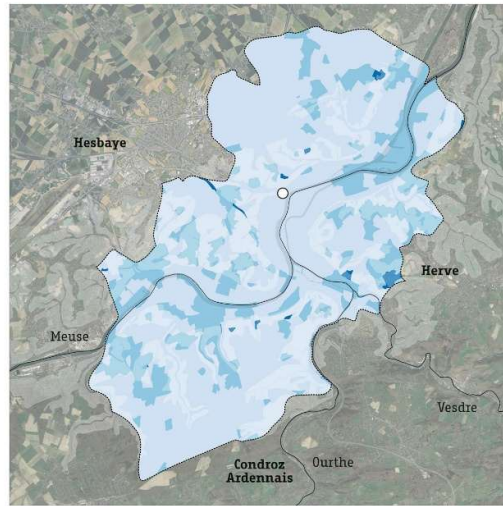 Hesbaye
Herve
Meuse
Vesdre
Condroz
Ardennais
Ourthe